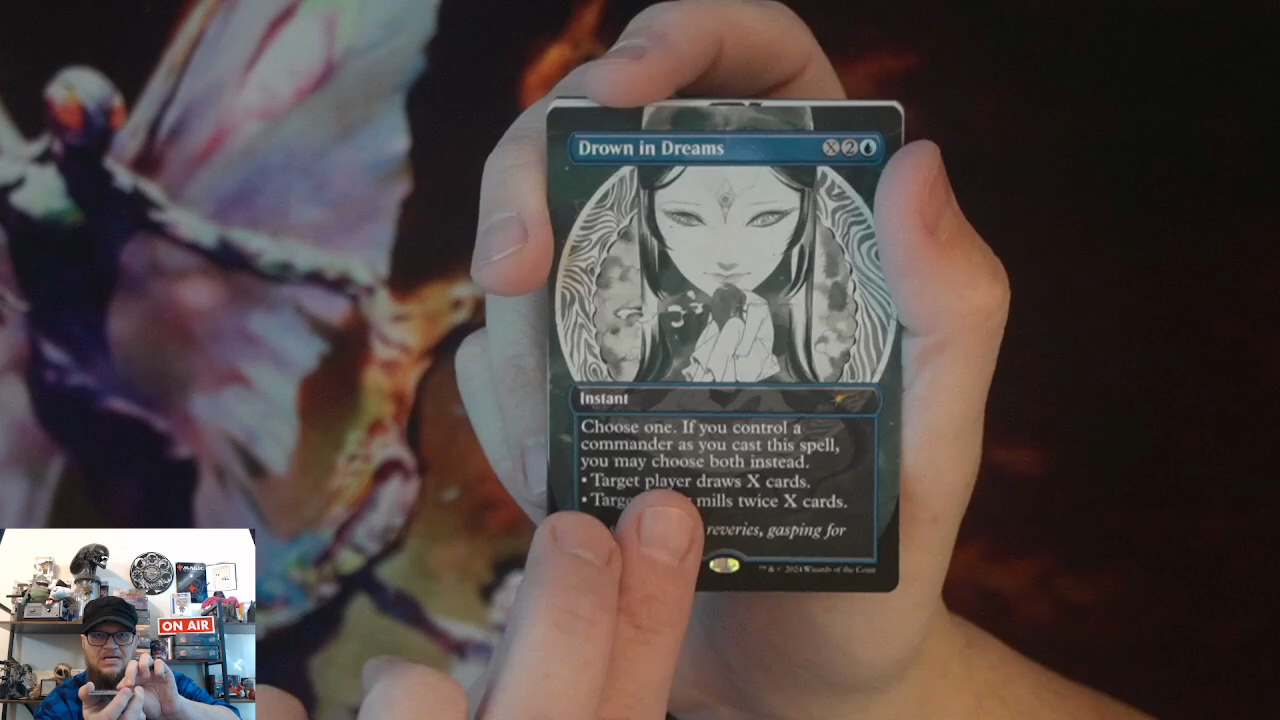 Drown in Dreams X 2
Instant
Choose one. If you control a
commander as you cast this spell,
you may choose both instead.
• Target player draws X cards.
mills twice X cards.
reveries, gasping for
™ & © 2024 Wizards of the Coast
MAGIC
ON AIR